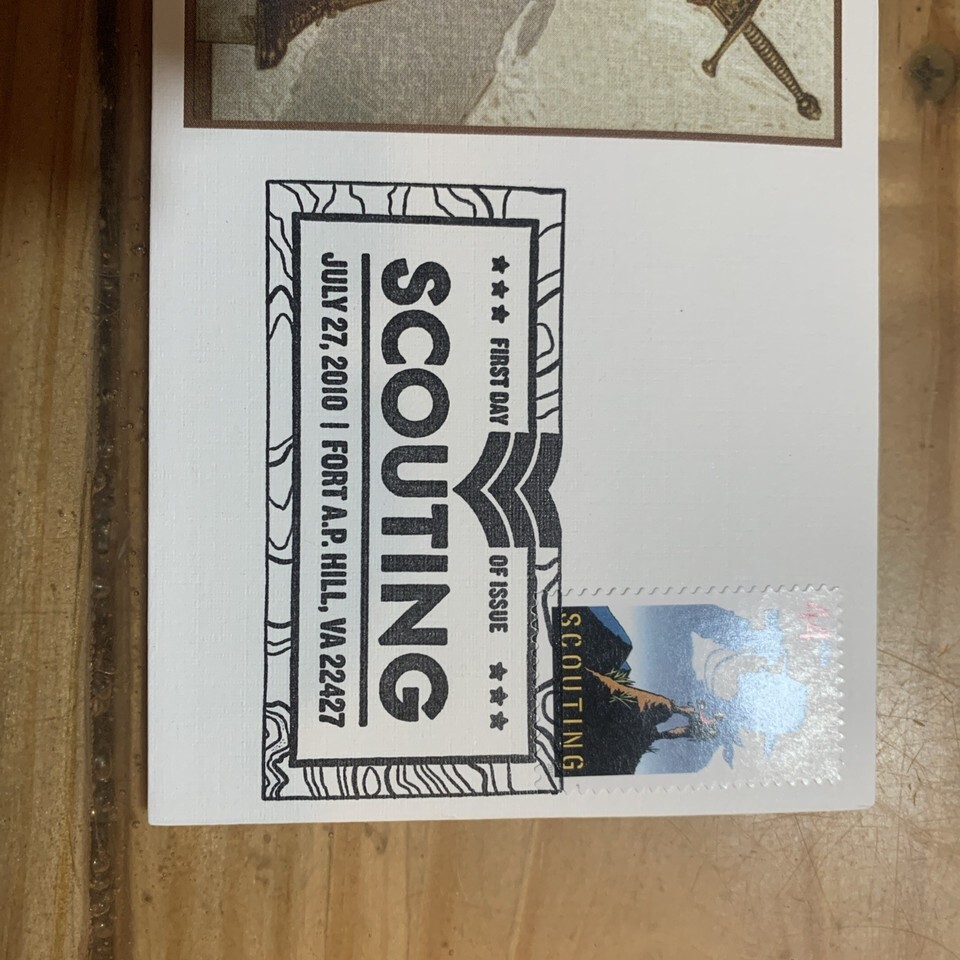 ★★★ FIRST DAY OF ISSUE ★★★
SCOUTING
JULY 27, 2010 | FORT A.P. HILL, VA 22427
44
SCOUTING